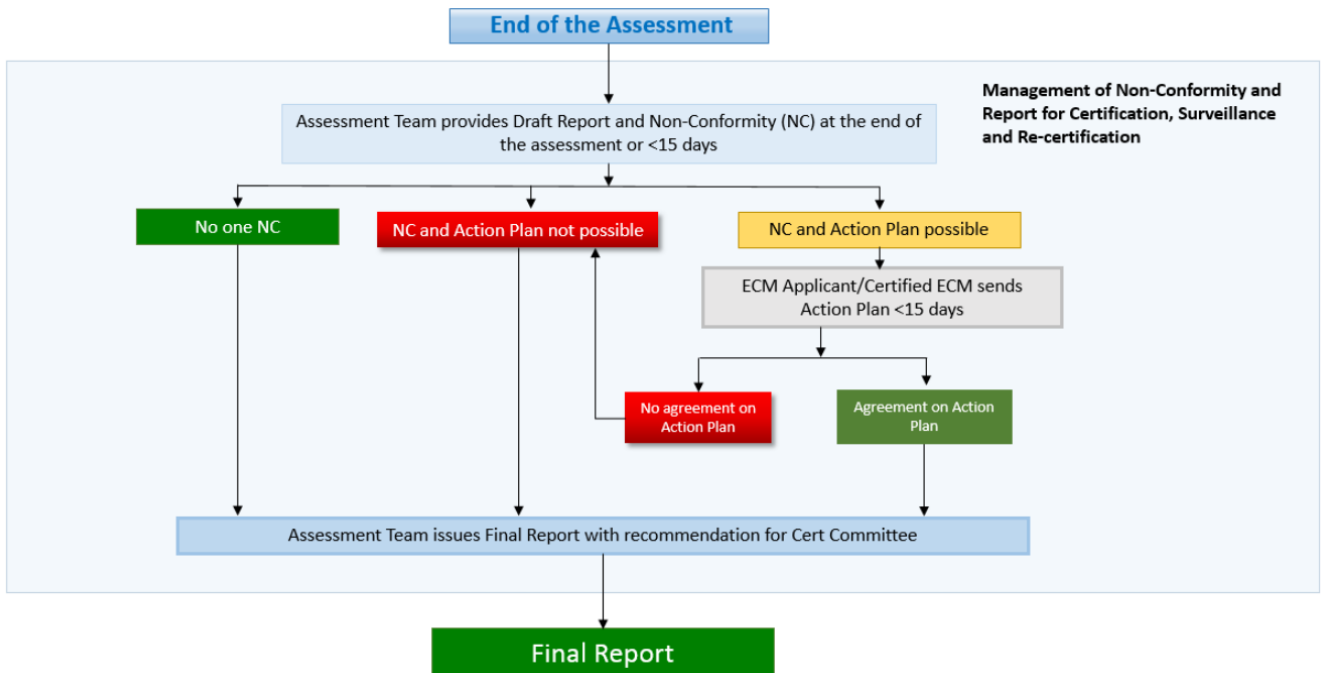 End of the Assessment
Management of Non-Conformity and
Report for Certification, Surveillance
and Re-certification
Assessment Team provides Draft Report and Non-Conformity (NC) at the end of
the assessment or <15 days
No one NC
NC and Action Plan not possible
NC and Action Plan possible
ECM Applicant/Certified ECM sends
Action Plan <15 days
No agreement on
Action Plan
Agreement on Action
Plan
Assessment Team issues Final Report with recommendation for Cert Committee
Final Report